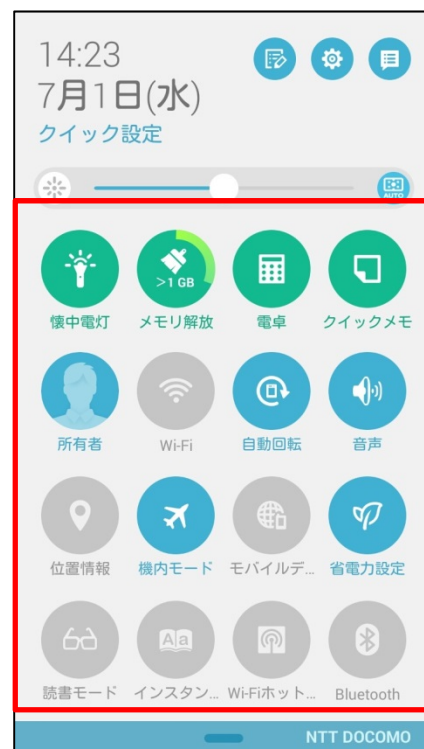 14:23
7月1日(水)
クイック設定
AUTO
>1 GB
懐中電灯 メモリ解放 電卓 クイックメモ
所有者 Wi-Fi 自動回転 音声
位置情報 機内モード モバイルデ... 省電力設定
Aa
読書モード インスタン... Wi-Fiホット... Bluetooth
NTT DOCOMO